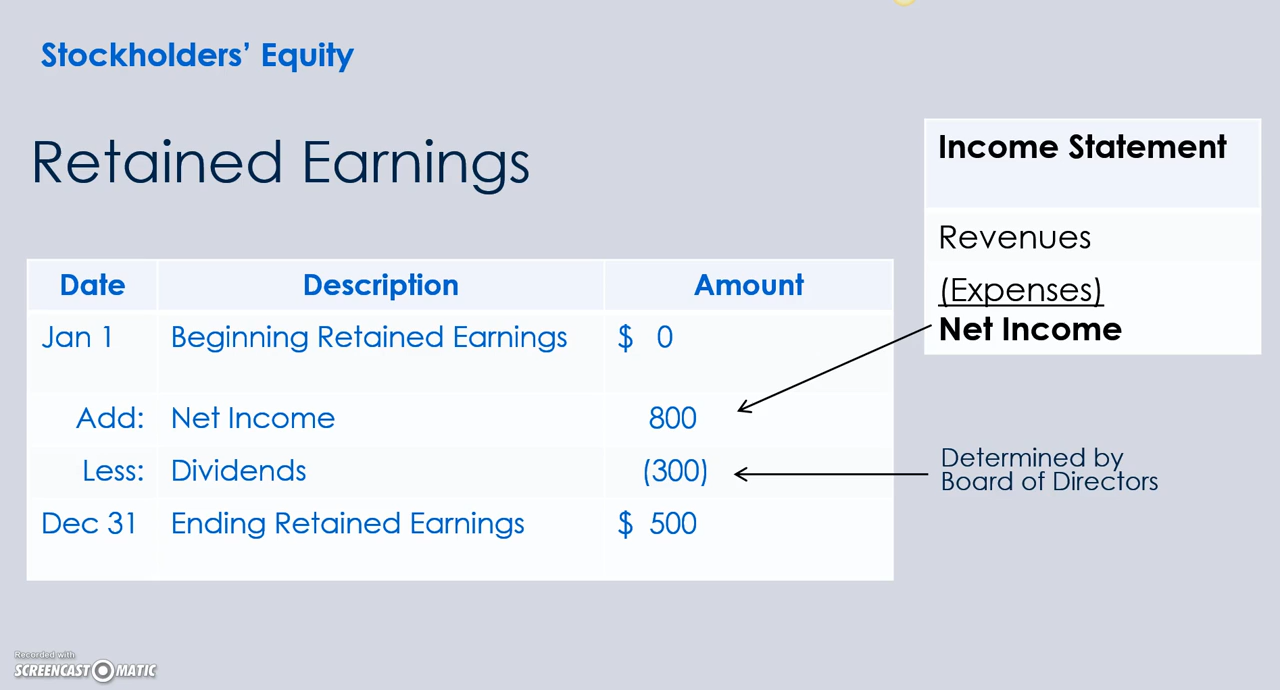 Stockholders’ Equity
Retained Earnings
Income Statement
Revenues
(Expenses)
Net Income
Date Description Amount
Jan 1 Beginning Retained Earnings $ 0
Add: Net Income 800
Less: Dividends (300)
Dec 31 Ending Retained Earnings $ 500
Determined by
Board of Directors
Recorded with
SCREENCAST MATIC